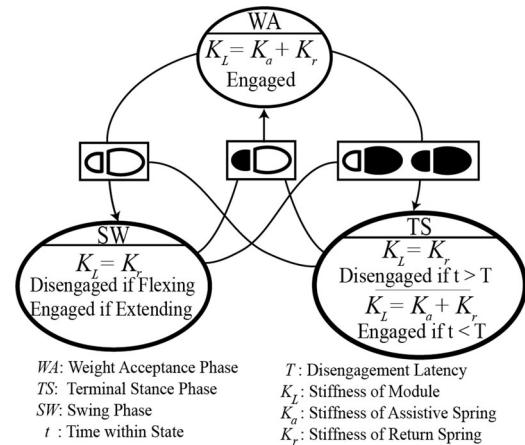 WA
K_L = K_a + K_r
Engaged
SW
K_L = K_r
Disengaged if Flexing
Engaged if Extending
TS
K_L = K_r
Disengaged if t > T
K_L = K_a + K_r
Engaged if t < T
WA: Weight Acceptance Phase
TS: Terminal Stance Phase
SW: Swing Phase
t : Time within State
T : Disengagement Latency
K_L: Stiffness of Module
K_a: Stiffness of Assistive Spring
K_r: Stiffness of Return Spring